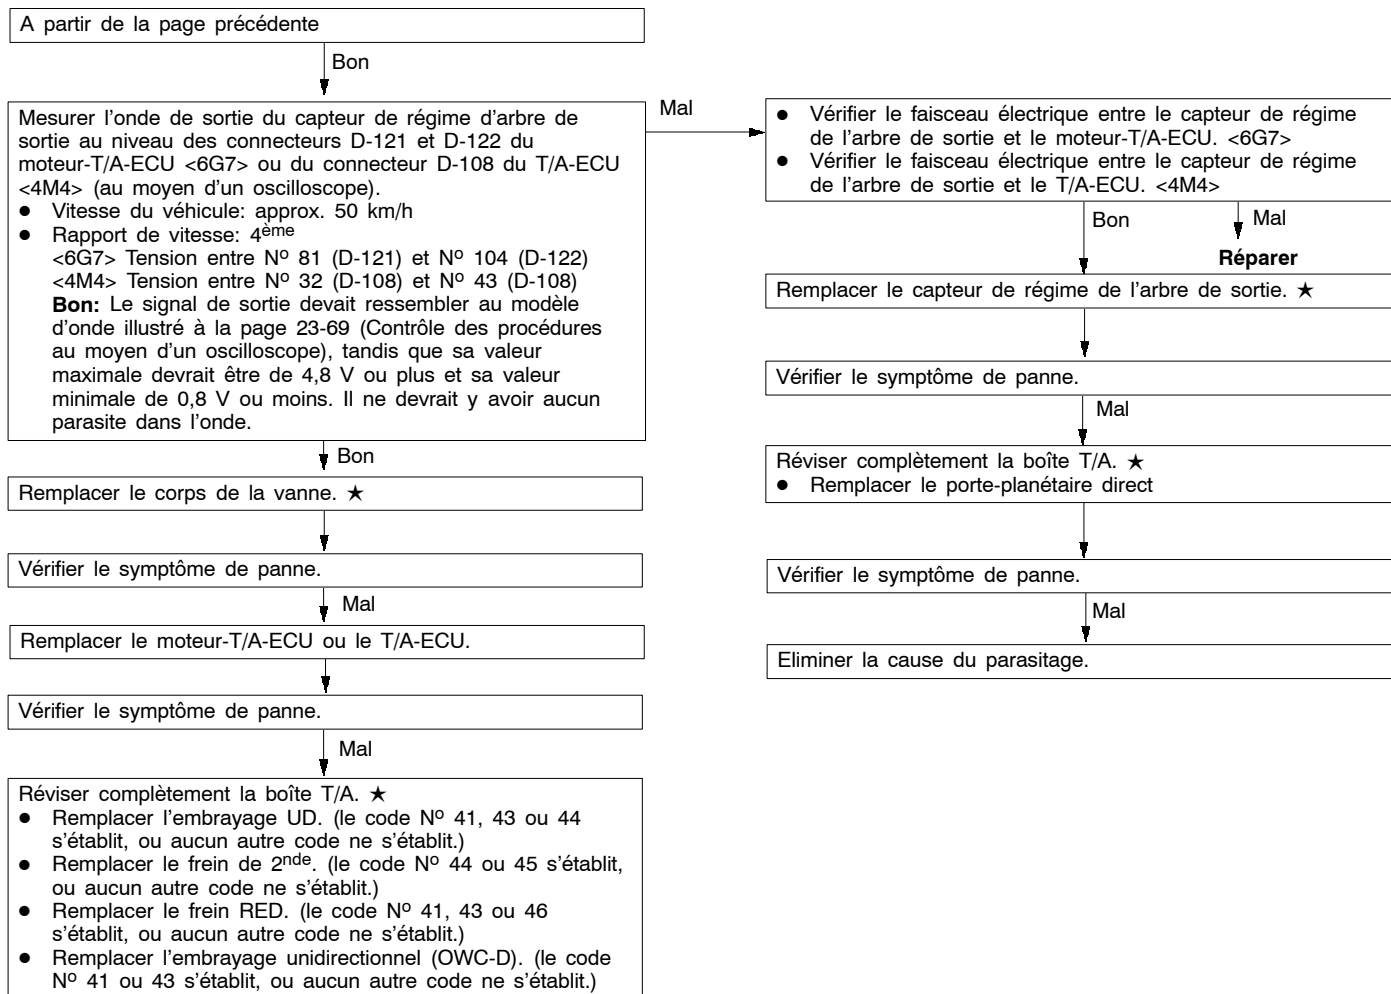 A partir de la page précédente
Bon
Mesurer l'onde de sortie du capteur de régime d'arbre de
sortie au niveau des connecteurs D-121 et D-122 du
moteur-T/A-ECU <6G7> ou du connecteur D-108 du T/A-ECU
<4M4> (au moyen d'un oscilloscope).
● Vitesse du véhicule: approx. 50 km/h
● Rapport de vitesse: 4ème
<6G7> Tension entre Nº 81 (D-121) et Nº 104 (D-122)
<4M4> Tension entre Nº 32 (D-108) et Nº 43 (D-108)
Bon: Le signal de sortie devait ressembler au modèle
d'onde illustré à la page 23-69 (Contrôle des procédures
au moyen d'un oscilloscope), tandis que sa valeur
maximale devrait être de 4,8 V ou plus et sa valeur
minimale de 0,8 V ou moins. Il ne devrait y avoir aucun
parasite dans l'onde.
Bon
Remplacer le corps de la vanne. ★
Vérifier le symptôme de panne.
Mal
Remplacer le moteur-T/A-ECU ou le T/A-ECU.
Vérifier le symptôme de panne.
Mal
Réviser complètement la boîte T/A. ★
● Remplacer l'embrayage UD. (le code Nº 41, 43 ou 44
s'établit, ou aucun autre code ne s'établit.)
● Remplacer le frein de 2nde. (le code Nº 44 ou 45 s'établit,
ou aucun autre code ne s'établit.)
● Remplacer le frein RED. (le code Nº 41, 43 ou 46
s'établit, ou aucun autre code ne s'établit.)
● Remplacer l'embrayage unidirectionnel (OWC-D). (le code
Nº 41 ou 43 s'établit, ou aucun autre code ne s'établit.)
Mal
● Vérifier le faisceau électrique entre le capteur de régime
de l'arbre de sortie et le moteur-T/A-ECU. <6G7>
● Vérifier le faisceau électrique entre le capteur de régime
de l'arbre de sortie et le T/A-ECU. <4M4>
Bon
Mal
Réparer
Remplacer le capteur de régime de l'arbre de sortie. ★
Vérifier le symptôme de panne.
Mal
Réviser complètement la boîte T/A. ★
● Remplacer le porte-planétaire direct
Vérifier le symptôme de panne.
Mal
Eliminer la cause du parasitage.